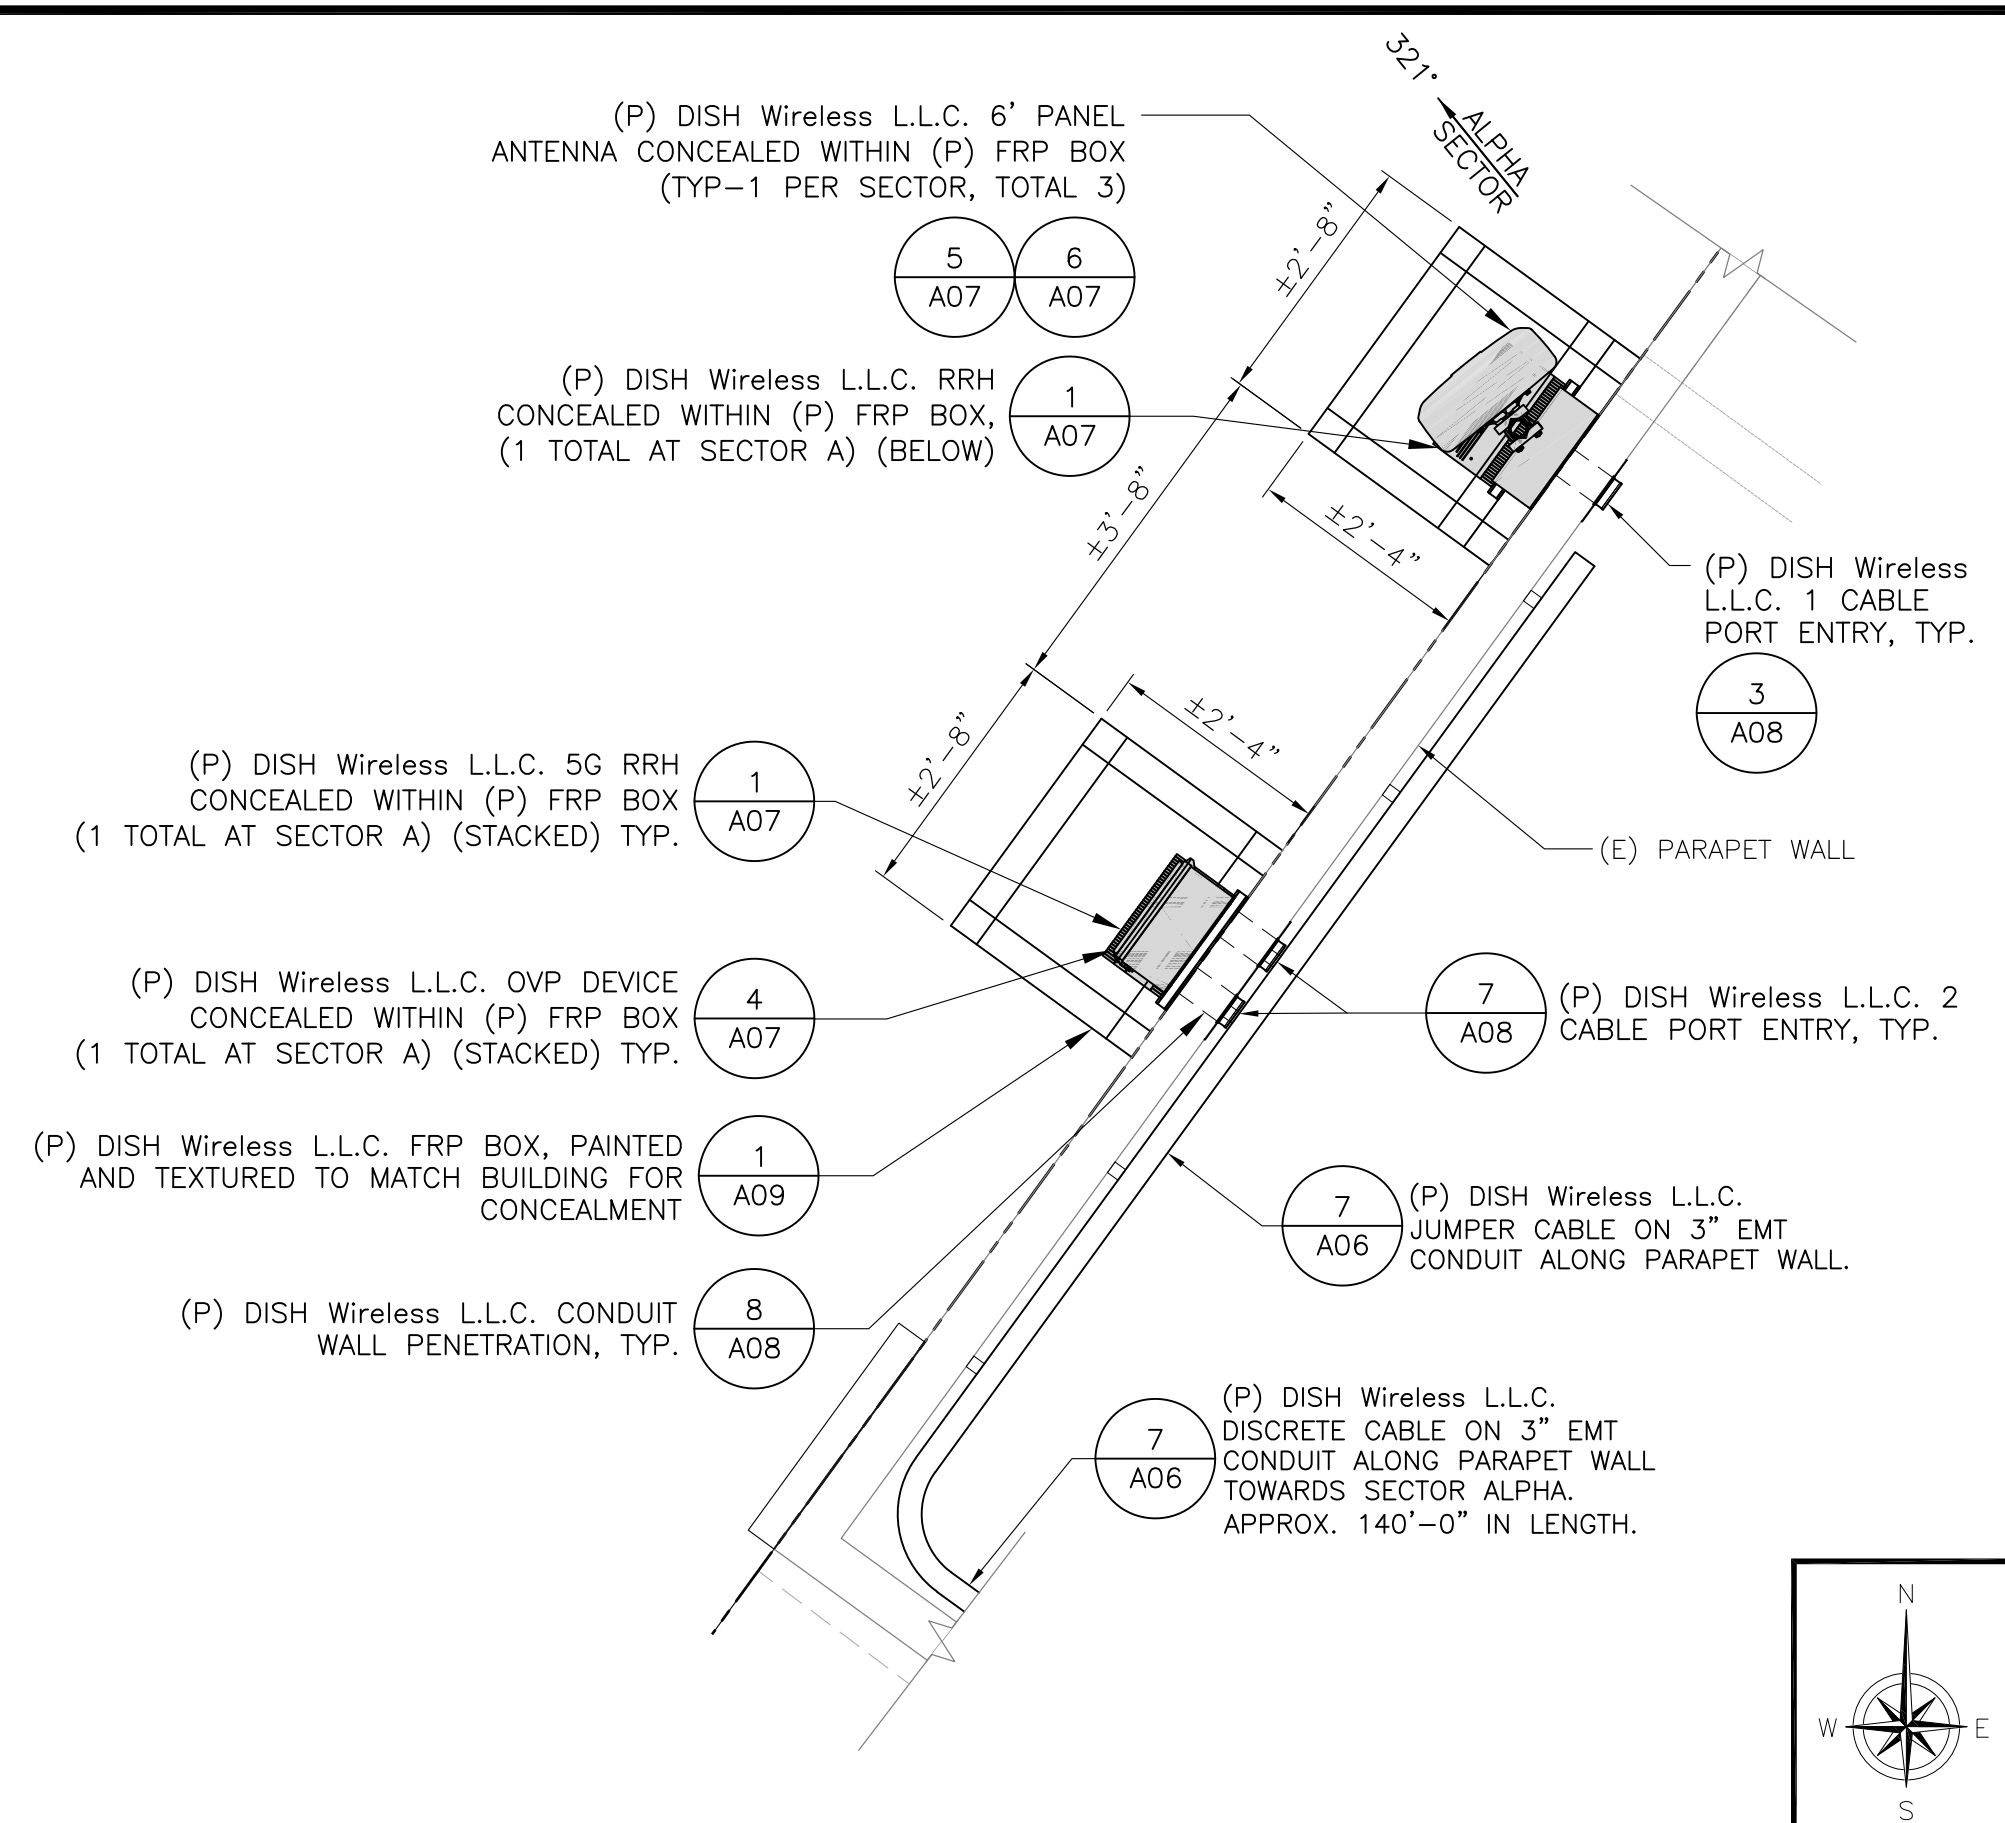 321°
ALPHA
SECTOR
(P) DISH Wireless L.L.C. 6' PANEL
ANTENNA CONCEALED WITHIN (P) FRP BOX
(TYP-1 PER SECTOR, TOTAL 3)
5
A07
6
A07
±2'-8"
(P) DISH Wireless L.L.C. RRH
CONCEALED WITHIN (P) FRP BOX,
(1 TOTAL AT SECTOR A) (BELOW)
1
A07
±3'-8"
±2'-4"
(P) DISH Wireless
L.L.C. 1 CABLE
PORT ENTRY, TYP.
3
A08
±2'-8"
±2'-4"
(P) DISH Wireless L.L.C. 5G RRH
CONCEALED WITHIN (P) FRP BOX
(1 TOTAL AT SECTOR A) (STACKED) TYP.
1
A07
(E) PARAPET WALL
(P) DISH Wireless L.L.C. OVP DEVICE
CONCEALED WITHIN (P) FRP BOX
(1 TOTAL AT SECTOR A) (STACKED) TYP.
4
A07
7
A08
(P) DISH Wireless L.L.C. 2
CABLE PORT ENTRY, TYP.
(P) DISH Wireless L.L.C. FRP BOX, PAINTED
AND TEXTURED TO MATCH BUILDING FOR
CONCEALMENT
1
A09
7
A06
(P) DISH Wireless L.L.C.
JUMPER CABLE ON 3" EMT
CONDUIT ALONG PARAPET WALL.
(P) DISH Wireless L.L.C. CONDUIT
WALL PENETRATION, TYP.
8
A08
7
A06
(P) DISH Wireless L.L.C.
DISCRETE CABLE ON 3" EMT
CONDUIT ALONG PARAPET WALL
TOWARDS SECTOR ALPHA.
APPROX. 140'-0" IN LENGTH.
N
W
E
S